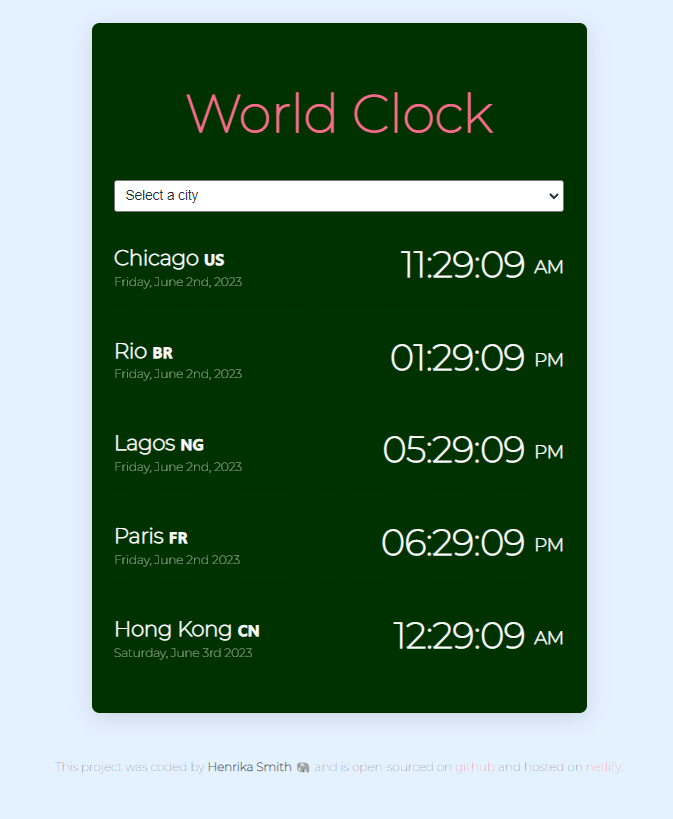 World Clock
Select a city
Chicago US 11:29:09 AM
Friday, June 2nd, 2023
Rio BR 01:29:09 PM
Friday, June 2nd, 2023
Lagos NG 05:29:09 PM
Friday, June 2nd, 2023
Paris FR 06:29:09 PM
Friday, June 2nd 2023
Hong Kong CN 12:29:09 AM
Saturday, June 3rd 2023
This project was coded by Henrika Smith 🐘 and is open-sourced on github and hosted on netlify.